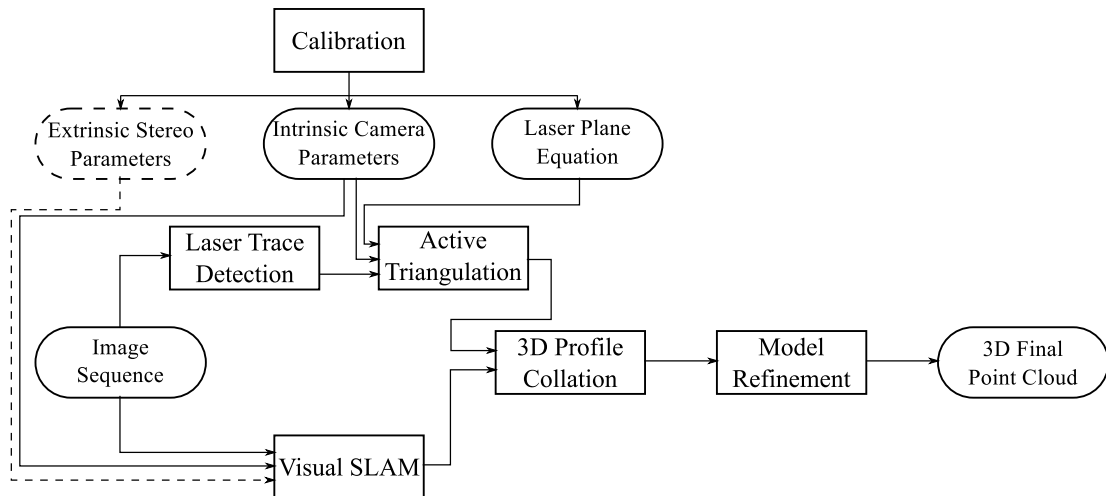 Calibration
Extrinsic Stereo
Parameters
Intrinsic Camera
Parameters
Laser Plane
Equation
Laser Trace
Detection
Active
Triangulation
Image
Sequence
3D Profile
Collation
Model
Refinement
3D Final
Point Cloud
Visual SLAM